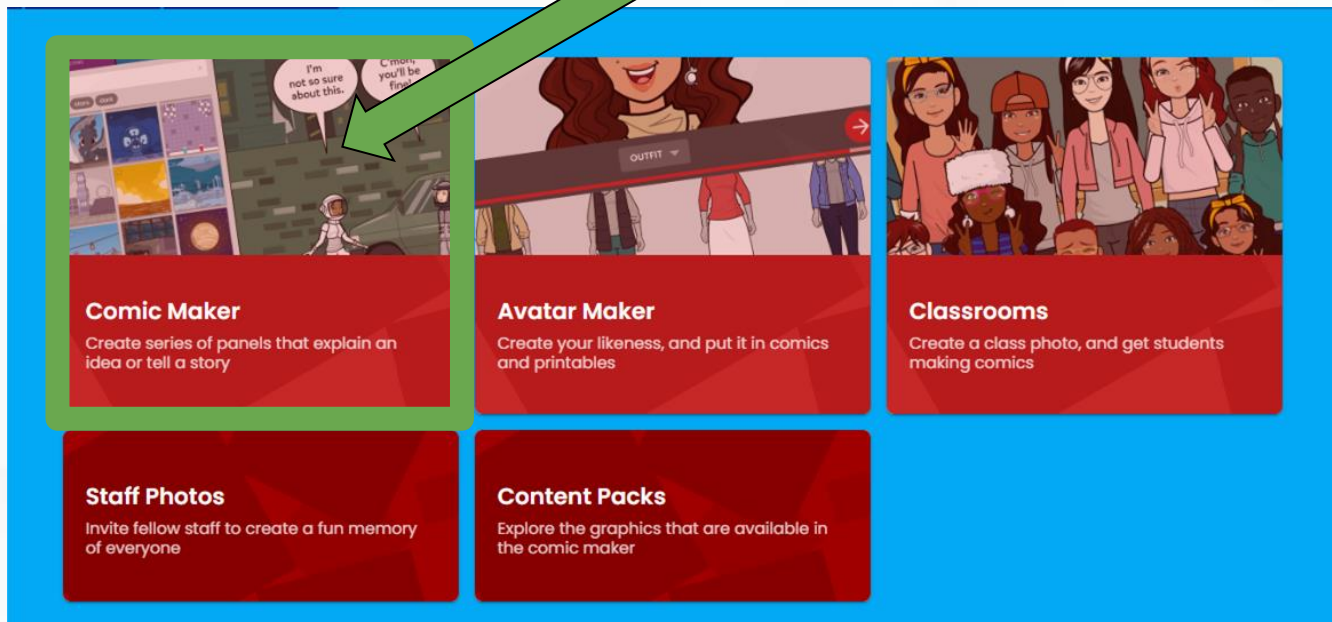 I'm
not so sure
about this.
C'mon,
you'll be
fine!
OUTFIT
Comic Maker
Create series of panels that explain an
idea or tell a story
Avatar Maker
Create your likeness, and put it in comics
and printables
Classrooms
Create a class photo, and get students
making comics
Staff Photos
Invite fellow staff to create a fun memory
of everyone
Content Packs
Explore the graphics that are available in
the comic maker